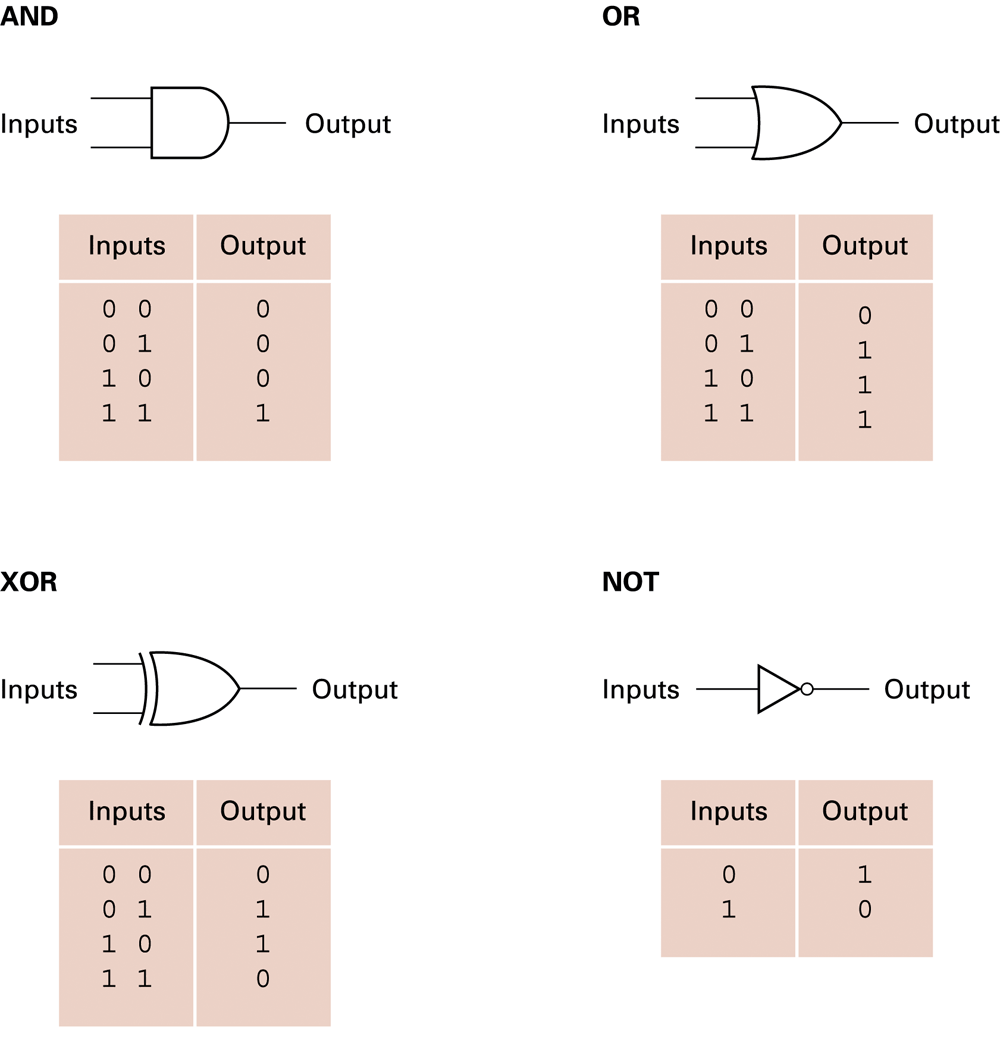 AND
Inputs Output
Inputs Output
0 0 0
0 1 0
1 0 0
1 1 1
OR
Inputs Output
Inputs Output
0 0 0
0 1 1
1 0 1
1 1 1
XOR
Inputs Output
Inputs Output
0 0 0
0 1 1
1 0 1
1 1 0
NOT
Inputs Output
Inputs Output
0 1
1 0